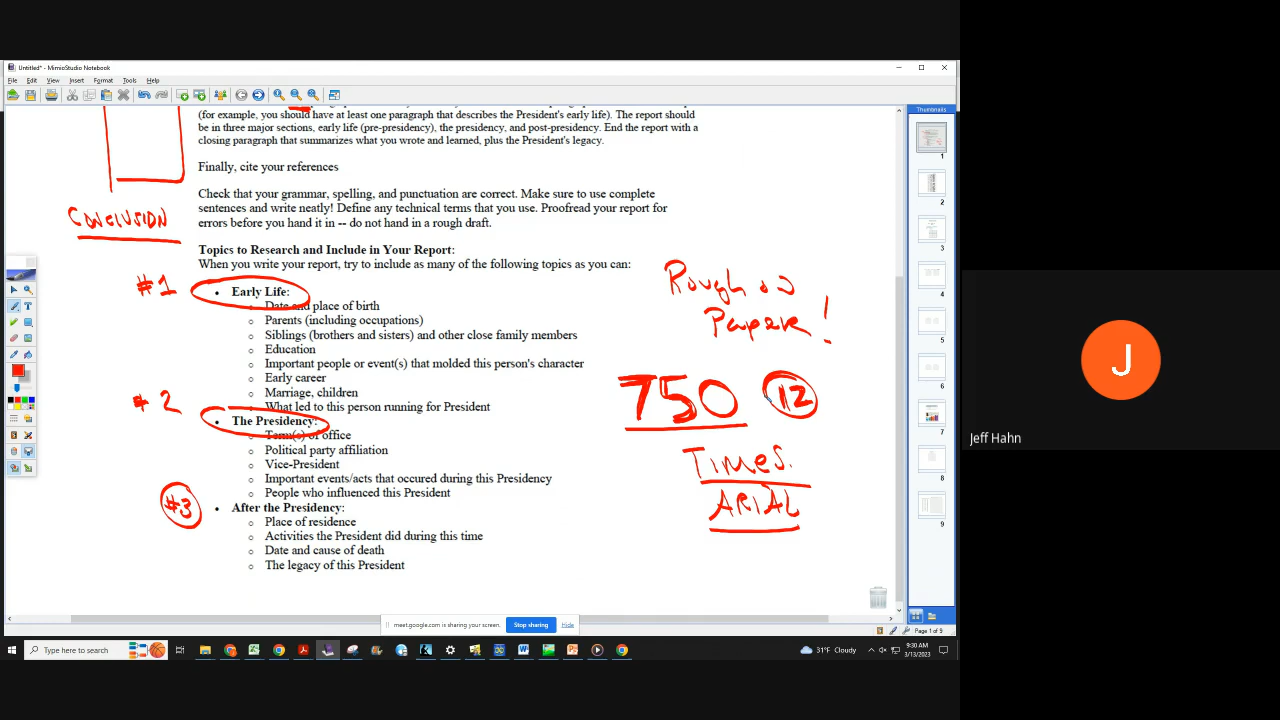 Untitled* - MimioStudio Notebook
File Edit View Insert Format Tools Help
(for example, you should have at least one paragraph that describes the President's early life). The report should
be in three major sections, early life (pre-presidency), the presidency, and post-presidency. End the report with a
closing paragraph that summarizes what you wrote and learned, plus the President's legacy.
Finally, cite your references
Check that your grammar, spelling, and punctuation are correct. Make sure to use complete
sentences and write neatly! Define any technical terms that you use. Proofread your report for
errors before you hand it in -- do not hand in a rough draft.
CONCLUSION
Topics to Research and Include in Your Report:
When you write your report, try to include as many of the following topics as you can:
#1
• Early Life:
o Date and place of birth
o Parents (including occupations)
o Siblings (brothers and sisters) and other close family members
o Education
o Important people or event(s) that molded this person's character
o Early career
o Marriage, children
o What led to this person running for President
#2
• The Presidency:
o Term(s) of office
o Political party affiliation
o Vice-President
o Important events/acts that occured during this Presidency
o People who influenced this President
#3
• After the Presidency:
o Place of residence
o Activities the President did during this time
o Date and cause of death
o The legacy of this President
Rough on
Paper!
750 12
Times.
ARIAL
Thumbnails
1
2
3
4
5
6
7
8
9
meet.google.com is sharing your screen. Stop sharing Hide
Page 1 of 9
Type here to search
31°F Cloudy
9:30 AM
3/13/2023
J
Jeff Hahn